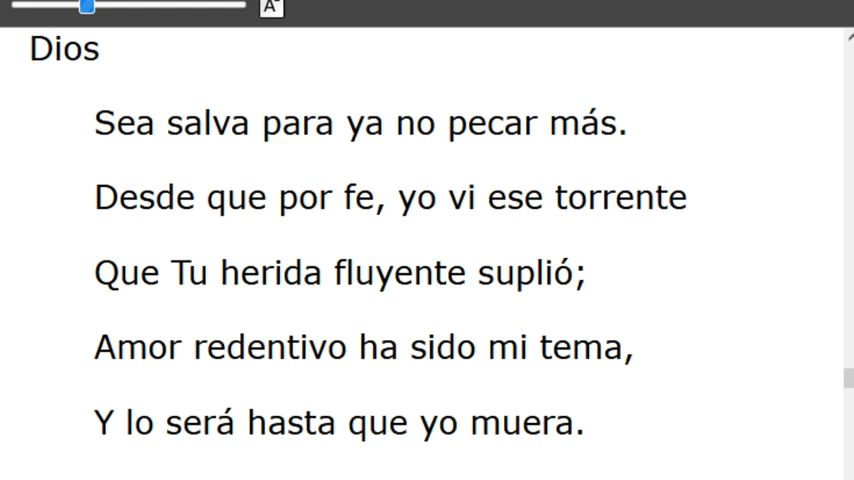 A
Dios
Sea salva para ya no pecar más.
Desde que por fe, yo vi ese torrente
Que Tu herida fluyente suplió;
Amor redentivo ha sido mi tema,
Y lo será hasta que yo muera.